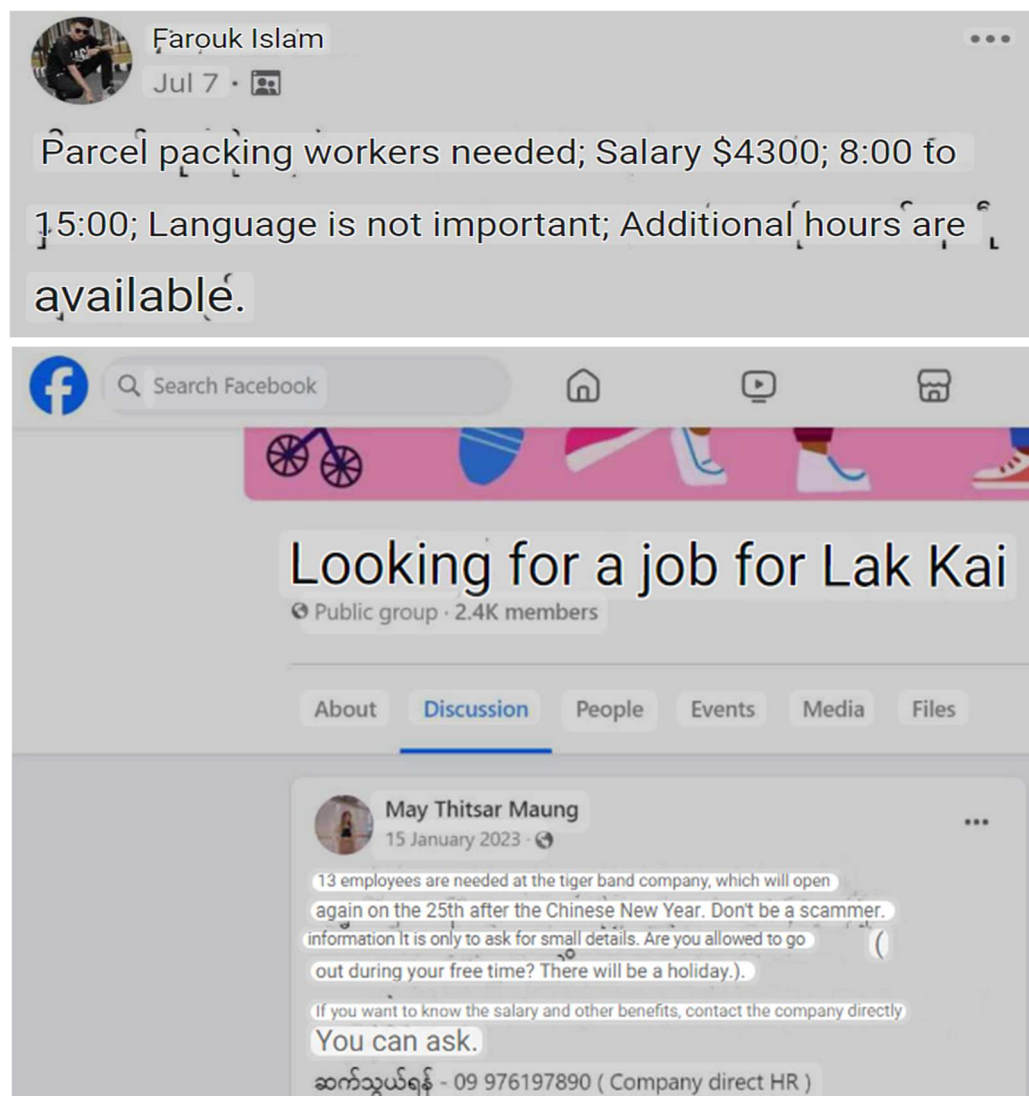 Farouk Islam
Jul 7 ·
Parcel packing workers needed; Salary $4300; 8:00 to
15:00; Language is not important; Additional hours are
available.
Search Facebook
Looking for a job for Lak Kai
Public group · 2.4K members
About Discussion People Events Media Files
May Thitsar Maung
15 January 2023 ·
13 employees are needed at the tiger band company, which will open
again on the 25th after the Chinese New Year. Don't be a scammer.
information It is only to ask for small details. Are you allowed to go (
out during your free time? There will be a holiday.).
If you want to know the salary and other benefits, contact the company directly
You can ask.
ဆက်သွယ်ရန် - 09 976197890 ( Company direct HR )